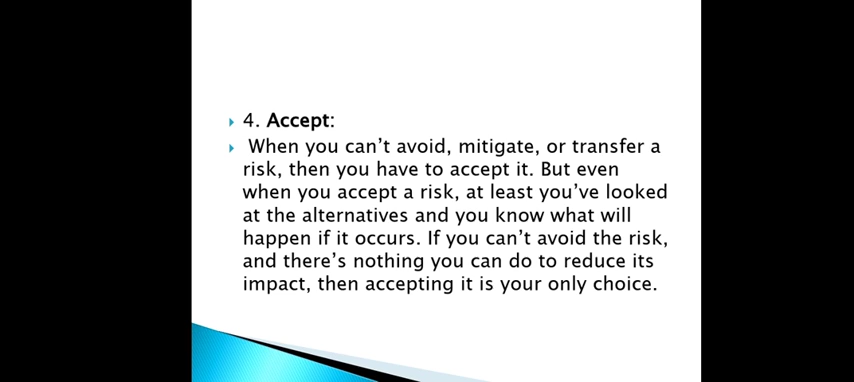 4. Accept:
When you can't avoid, mitigate, or transfer a
risk, then you have to accept it. But even
when you accept a risk, at least you've looked
at the alternatives and you know what will
happen if it occurs. If you can't avoid the risk,
and there's nothing you can do to reduce its
impact, then accepting it is your only choice.